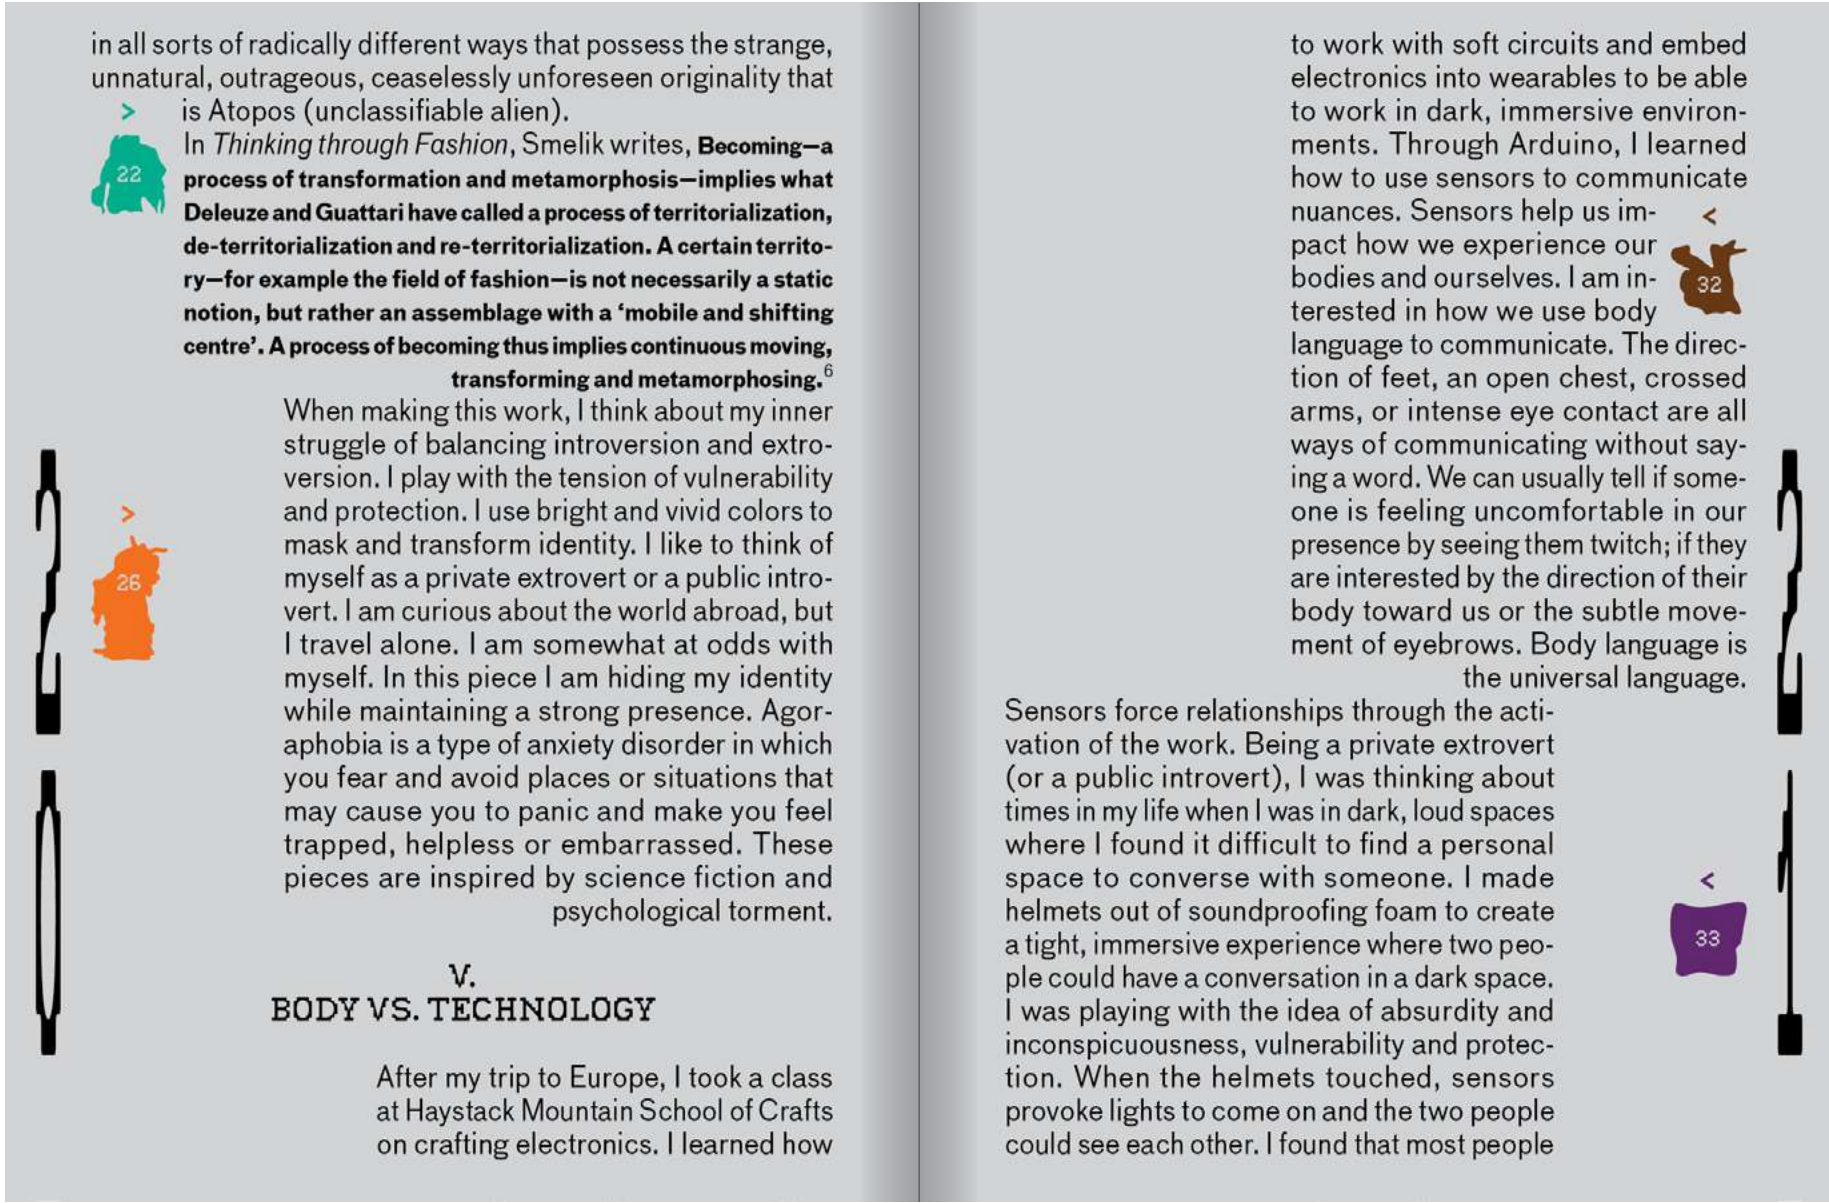 in all sorts of radically different ways that possess the strange,
unnatural, outrageous, ceaselessly unforeseen originality that
>
is Atopos (unclassifiable alien).
22
In Thinking through Fashion, Smelik writes, Becoming—a
process of transformation and metamorphosis—implies what
Deleuze and Guattari have called a process of territorialization,
de-territorialization and re-territorialization. A certain territo-
ry—for example the field of fashion—is not necessarily a static
notion, but rather an assemblage with a ‘mobile and shifting
centre’. A process of becoming thus implies continuous moving,
transforming and metamorphosing.6
When making this work, I think about my inner
struggle of balancing introversion and extro-
version. I play with the tension of vulnerability
>
26
and protection. I use bright and vivid colors to
mask and transform identity. I like to think of
myself as a private extrovert or a public intro-
vert. I am curious about the world abroad, but
I travel alone. I am somewhat at odds with
myself. In this piece I am hiding my identity
while maintaining a strong presence. Agor-
aphobia is a type of anxiety disorder in which
you fear and avoid places or situations that
may cause you to panic and make you feel
trapped, helpless or embarrassed. These
pieces are inspired by science fiction and
psychological torment.
V.
BODY VS. TECHNOLOGY
After my trip to Europe, I took a class
at Haystack Mountain School of Crafts
on crafting electronics. I learned how
20
to work with soft circuits and embed
electronics into wearables to be able
to work in dark, immersive environ-
ments. Through Arduino, I learned
how to use sensors to communicate
nuances. Sensors help us im-
<
32
pact how we experience our
bodies and ourselves. I am in-
terested in how we use body
language to communicate. The direc-
tion of feet, an open chest, crossed
arms, or intense eye contact are all
ways of communicating without say-
ing a word. We can usually tell if some-
one is feeling uncomfortable in our
presence by seeing them twitch; if they
are interested by the direction of their
body toward us or the subtle move-
ment of eyebrows. Body language is
the universal language.
Sensors force relationships through the acti-
vation of the work. Being a private extrovert
(or a public introvert), I was thinking about
times in my life when I was in dark, loud spaces
where I found it difficult to find a personal
space to converse with someone. I made
<
33
helmets out of soundproofing foam to create
a tight, immersive experience where two peo-
ple could have a conversation in a dark space.
I was playing with the idea of absurdity and
inconspicuousness, vulnerability and protec-
tion. When the helmets touched, sensors
provoke lights to come on and the two people
could see each other. I found that most people
21